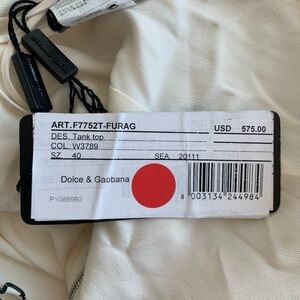 ART.F7752T-FURAG
DES. Tank top
USD 575.00
COL. W3789
SZ. 40 SEA. 20111
Dolce & Gabbana
8 003134 244984